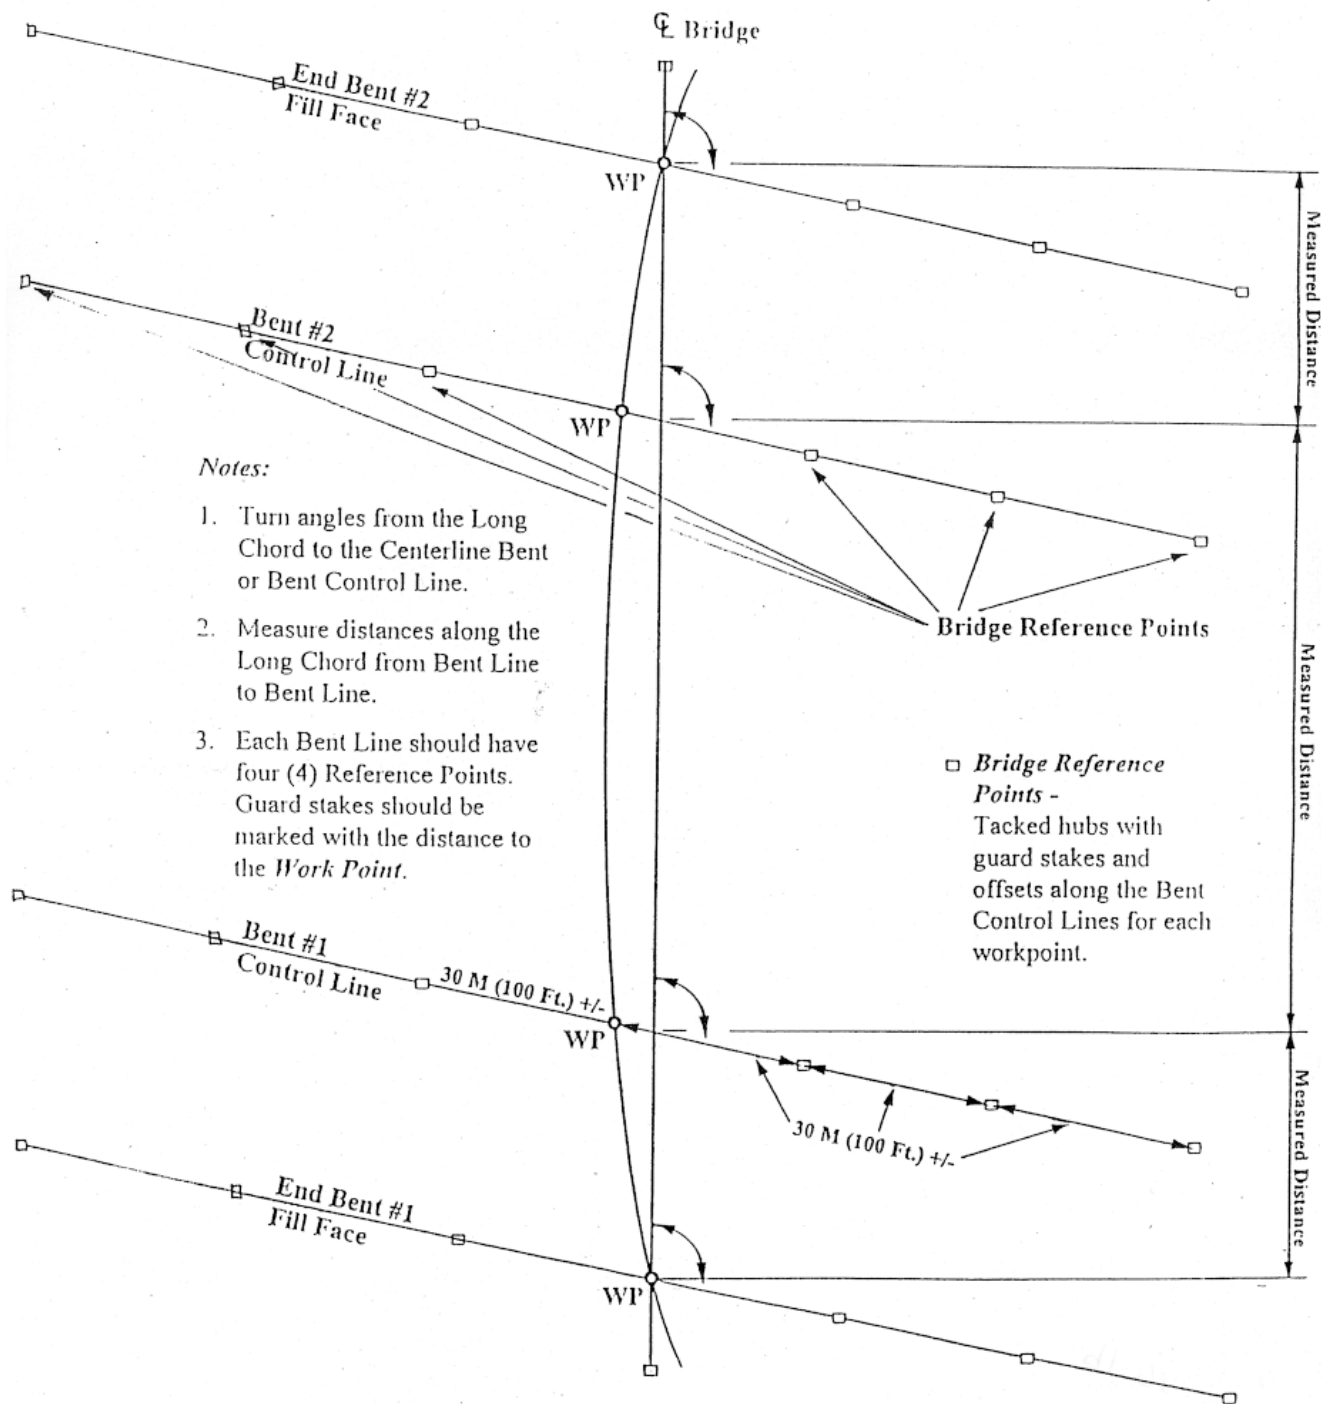 ℄ Bridge
End Bent #2
Fill Face
WP
Measured Distance
Bent #2
Control Line
WP
Notes:
1. Turn angles from the Long
Chord to the Centerline Bent
or Bent Control Line.
2. Measure distances along the
Long Chord from Bent Line
to Bent Line.
3. Each Bent Line should have
four (4) Reference Points.
Guard stakes should be
marked with the distance to
the Work Point.
Bridge Reference Points
Measured Distance
Bridge Reference
Points -
Tacked hubs with
guard stakes and
offsets along the Bent
Control Lines for each
workpoint.
Bent #1
Control Line
30 M (100 Ft.) +/-
WP
30 M (100 Ft.) +/-
Measured Distance
End Bent #1
Fill Face
WP